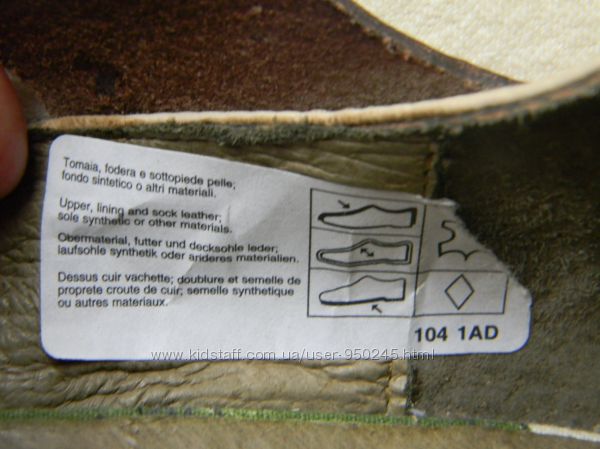 Tomaia, fodera e sottopiede pelle;
fondo sintetico o altri materiali.
Upper, lining and sock leather;
sole synthetic or other materials.
Obermaterial, futter und decksohle leder;
laufsohle synthetik oder anderes materialien.
Dessus cuir vachette; doublure et semelle de
proprete croute de cuir; semelle synthetique
ou autres materiaux.
104 1AD
www.kidstaff.com.ua/user-950245.html